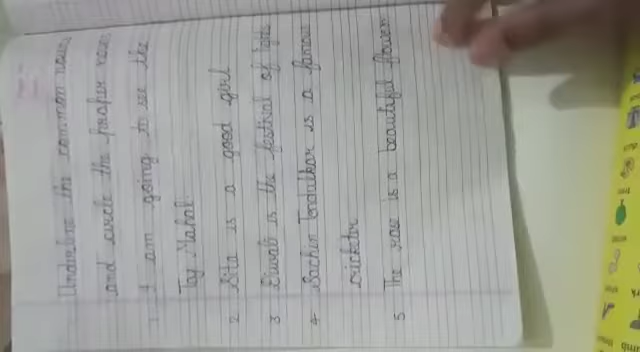 Underline the common nouns
and circle the proper nouns
1 I am going to see the
Taj Mahal.
2 Sita is a good girl
3 Diwali is the festival of lights
4 Sachin Tendulkar is a famous
cricketer
5 The rose is a beautiful flower